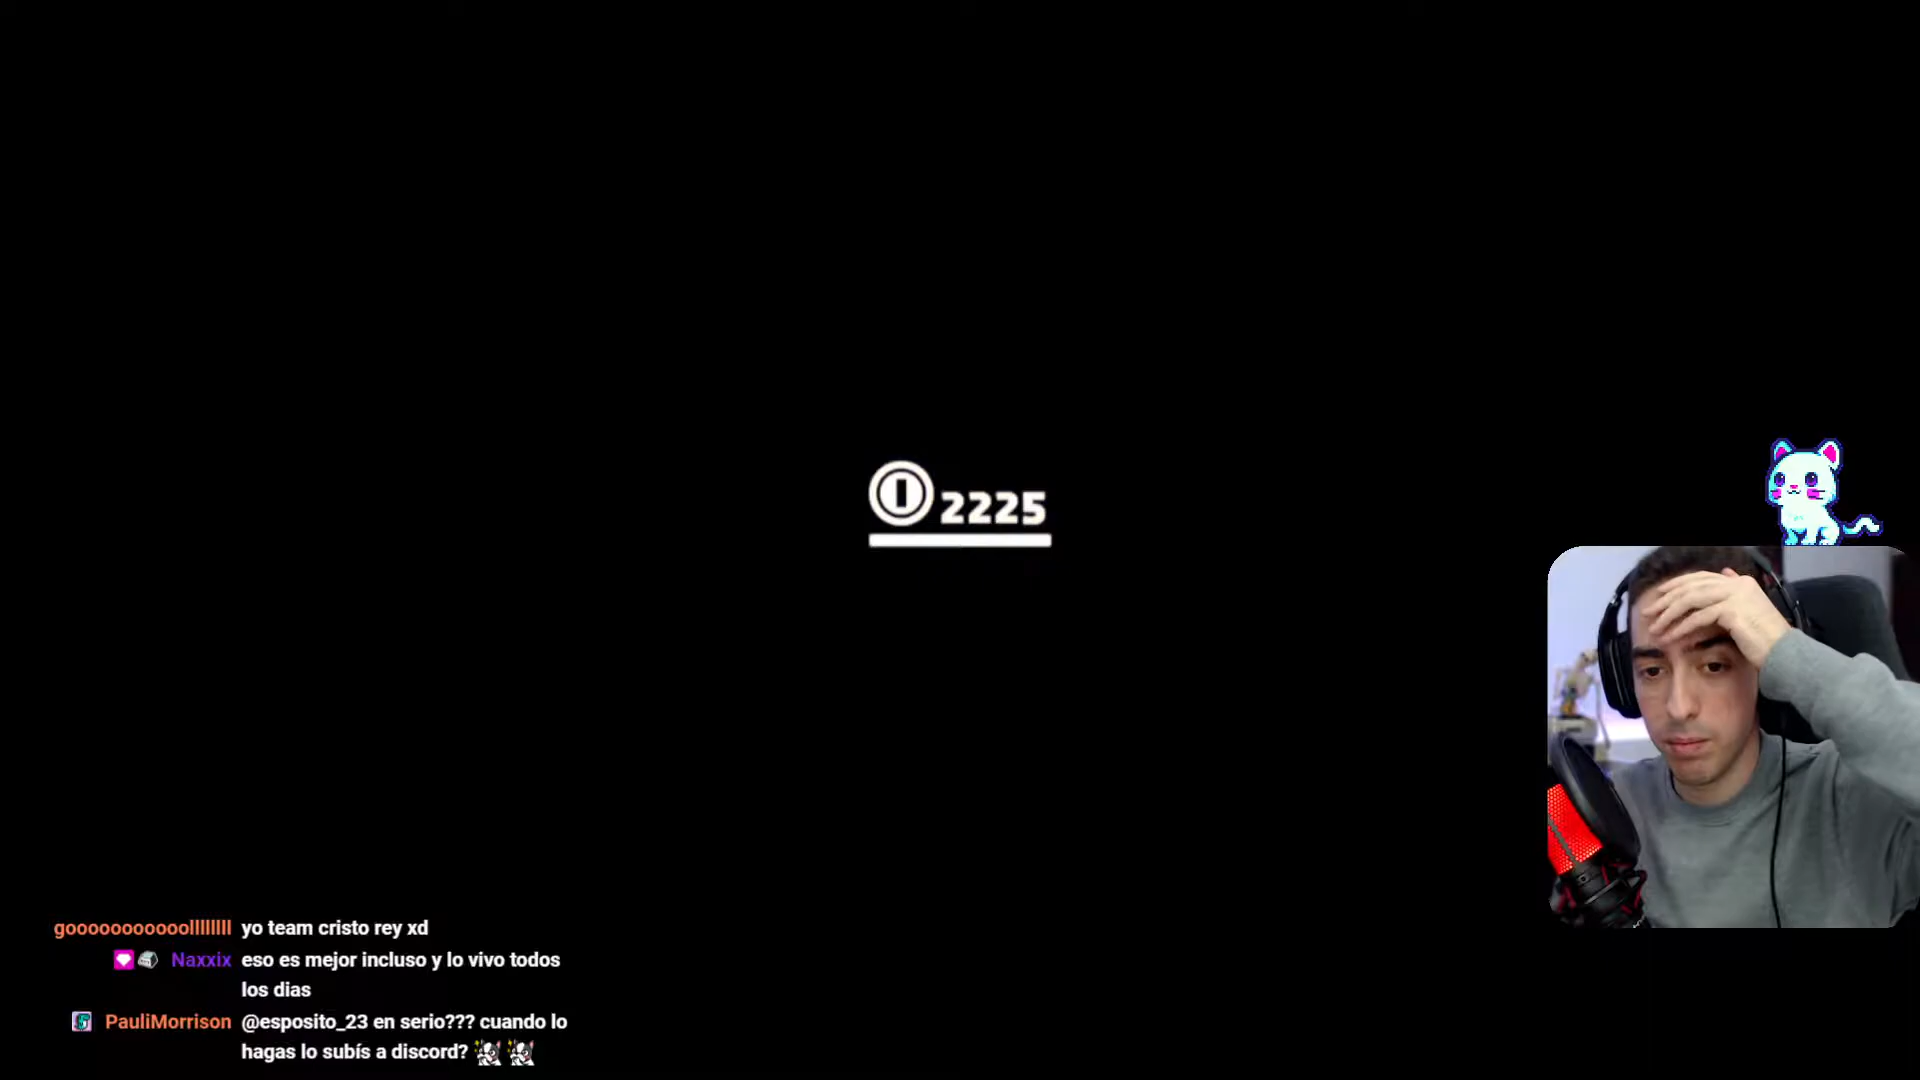 2225
gooooooooooollllllll yo team cristo rey xd
Naxxix eso es mejor incluso y lo vivo todos
los dias
PauliMorrison @esposito_23 en serio??? cuando lo
hagas lo subís a discord?